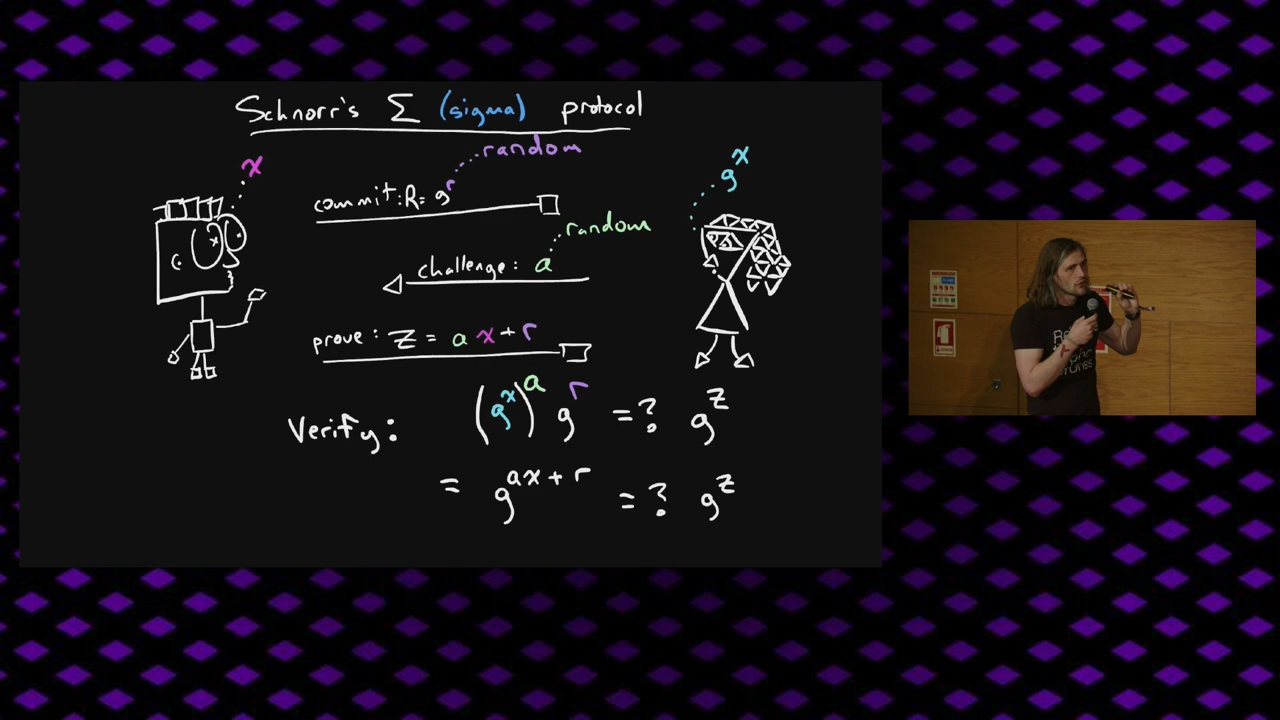 Schnorr's Σ (sigma) protocol
random
x
g^x
commit: R = g^r
random
challenge: a
prove: z = ax + r
Verify: (g^x)^a g^r =? g^z
= g^(ax + r) =? g^z